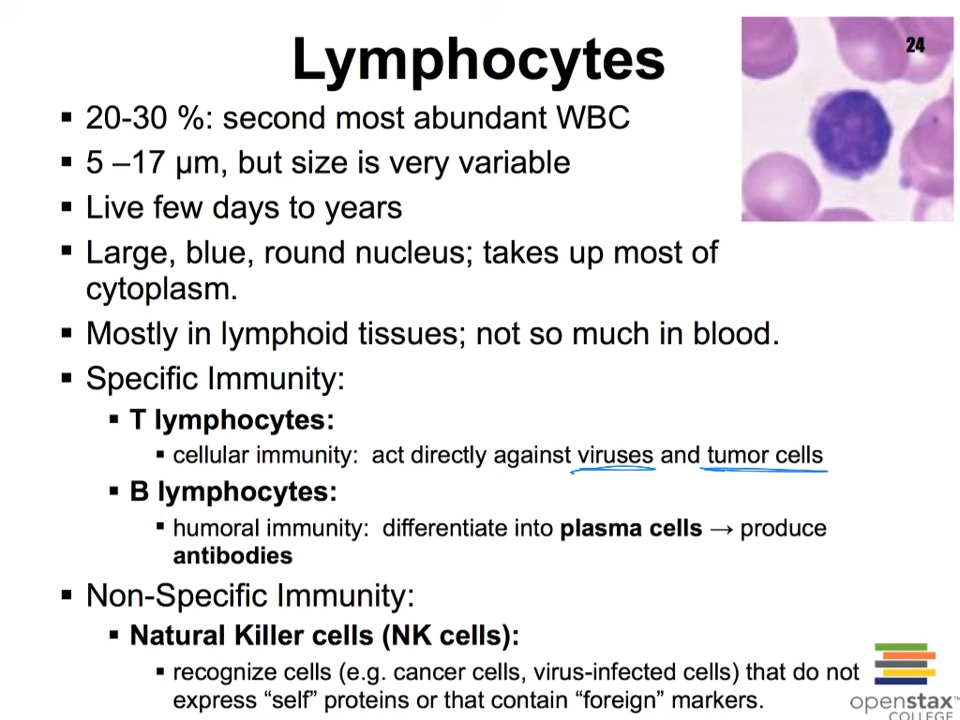 Lymphocytes
24
▪ 20-30 %: second most abundant WBC
▪ 5 –17 µm, but size is very variable
▪ Live few days to years
▪ Large, blue, round nucleus; takes up most of
cytoplasm.
▪ Mostly in lymphoid tissues; not so much in blood.
▪ Specific Immunity:
▪ T lymphocytes:
▪ cellular immunity: act directly against viruses and tumor cells
▪ B lymphocytes:
▪ humoral immunity: differentiate into plasma cells → produce
antibodies
▪ Non-Specific Immunity:
▪ Natural Killer cells (NK cells):
▪ recognize cells (e.g. cancer cells, virus-infected cells) that do not
express “self” proteins or that contain “foreign” markers.
openstax™
COLLEGE